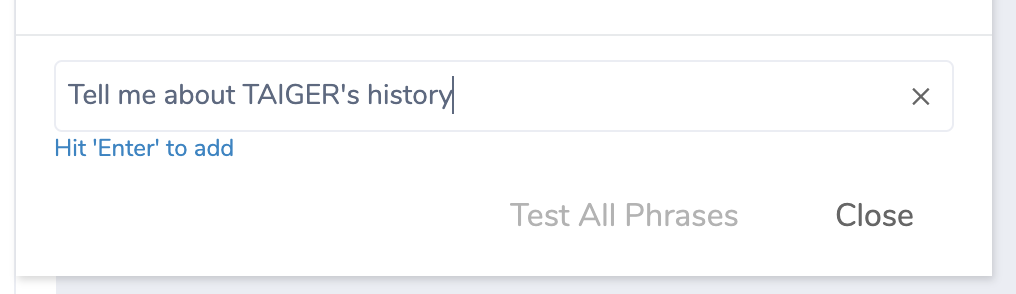 Tell me about TAIGER's history
Hit 'Enter' to add
Test All Phrases
Close